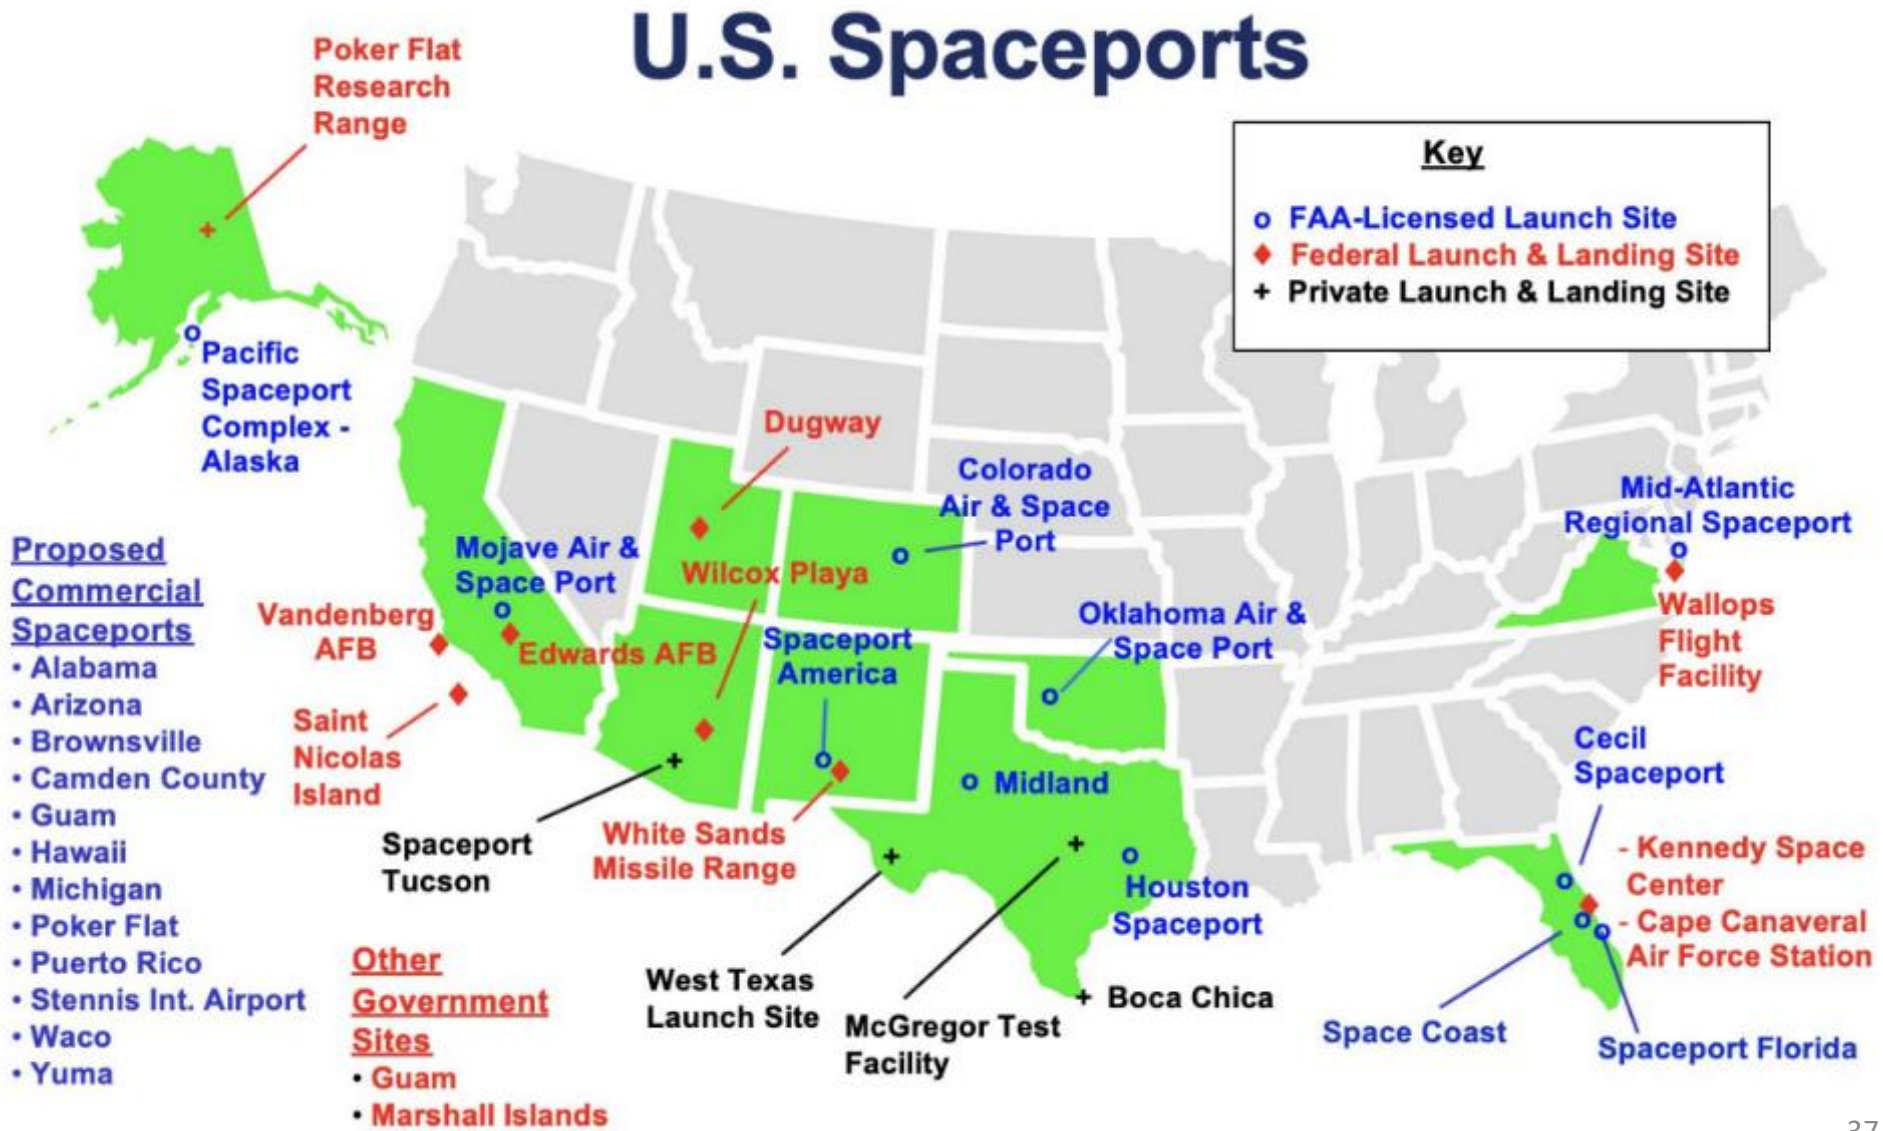 U.S. Spaceports
Poker Flat
Research
Range
Key
o FAA-Licensed Launch Site
♦ Federal Launch & Landing Site
+ Private Launch & Landing Site
Pacific
Spaceport
Complex -
Alaska
Dugway
Colorado
Air & Space
Port
Mid-Atlantic
Regional Spaceport
Mojave Air &
Space Port
Wilcox Playa
Vandenberg
AFB
Edwards AFB
Spaceport
America
Oklahoma Air &
Space Port
Wallops
Flight
Facility
Saint
Nicolas
Island
Midland
Cecil
Spaceport
Spaceport
Tucson
White Sands
Missile Range
Houston
Spaceport
- Kennedy Space
Center
- Cape Canaveral
Air Force Station
West Texas
Launch Site
McGregor Test
Facility
+ Boca Chica
Space Coast
Spaceport Florida
Proposed
Commercial
Spaceports
• Alabama
• Arizona
• Brownsville
• Camden County
• Guam
• Hawaii
• Michigan
• Poker Flat
• Puerto Rico
• Stennis Int. Airport
• Waco
• Yuma
Other
Government
Sites
• Guam
• Marshall Islands
37